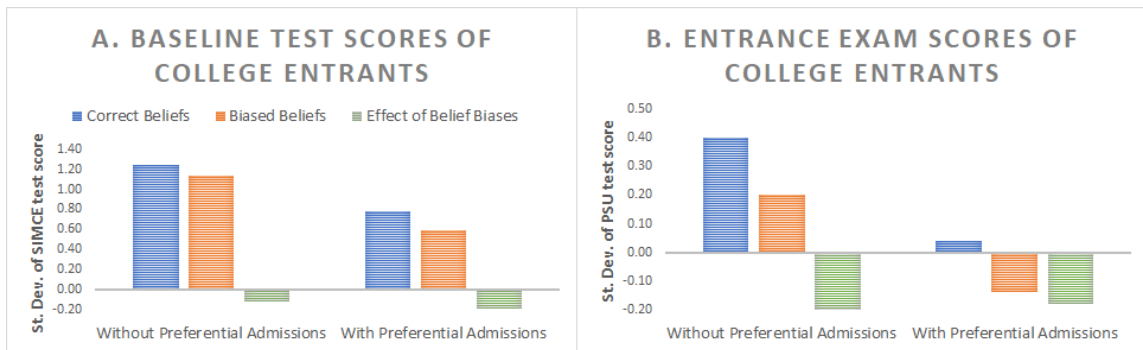 A. BASELINE TEST SCORES OF
COLLEGE ENTRANTS
Correct Beliefs Biased Beliefs Effect of Belief Biases
St. Dev. of SIMCE test score
1.40
1.20
1.00
0.80
0.60
0.40
0.20
0.00
-0.20
Without Preferential Admissions With Preferential Admissions
B. ENTRANCE EXAM SCORES OF
COLLEGE ENTRANTS
St. Dev. of PSU test score
0.50
0.40
0.30
0.20
0.10
0.00
-0.10
-0.20
Without Preferential Admissions With Preferential Admissions